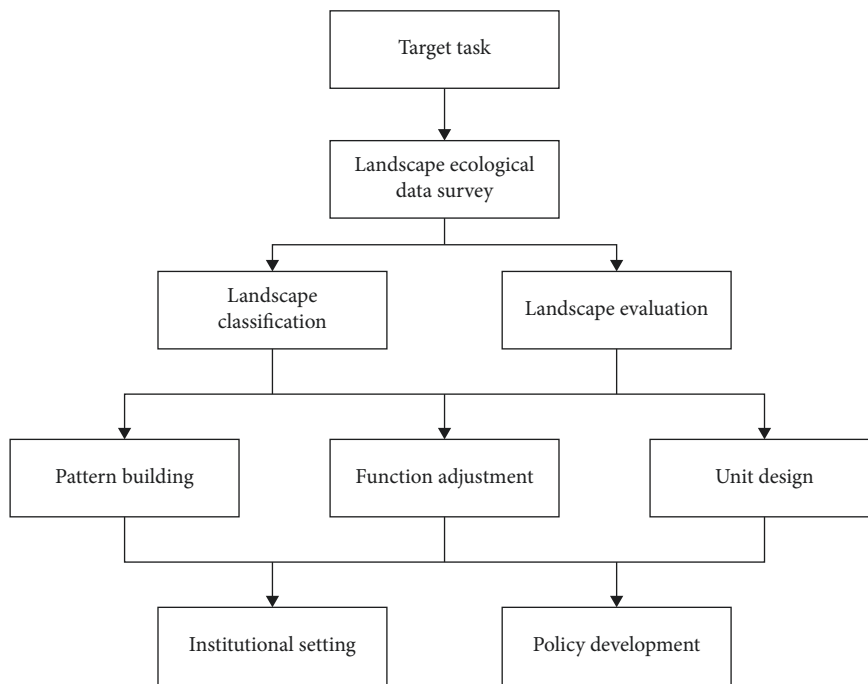 Target task
Landscape ecological
data survey
Landscape
classification
Landscape evaluation
Pattern building
Function adjustment
Unit design
Institutional setting
Policy development